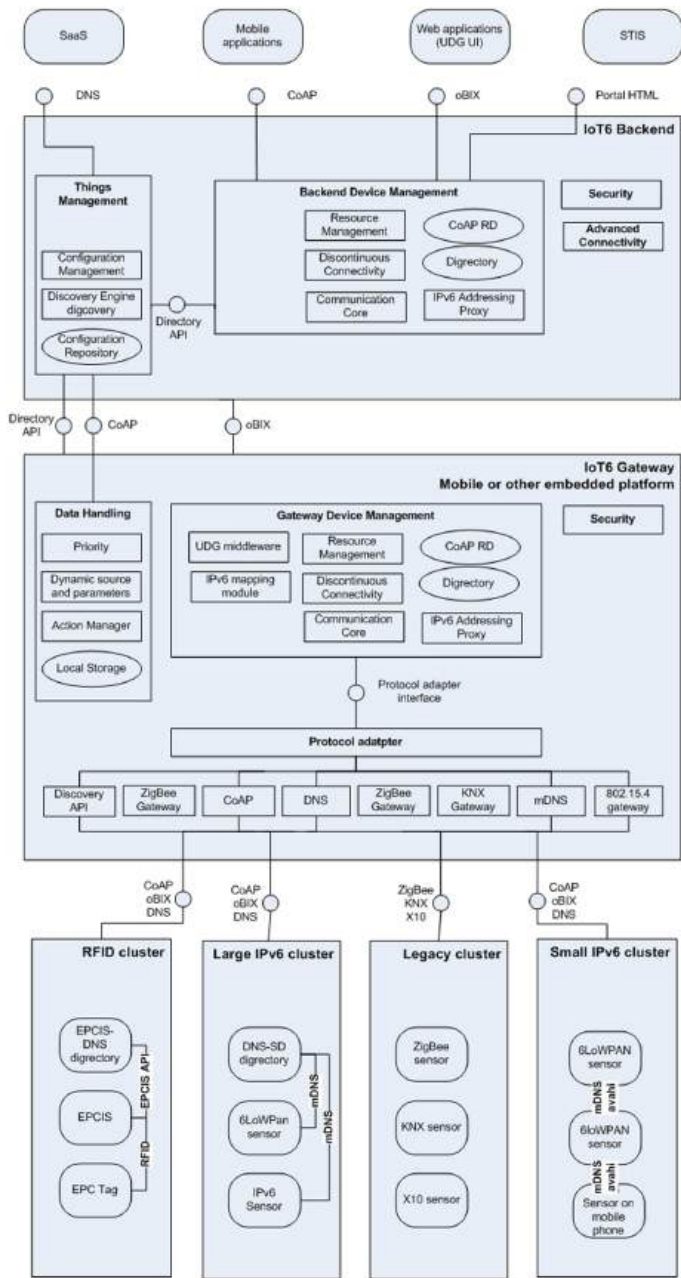 SaaS
Mobile
applications
Web applications
(UDG UI)
STIS
DNS
CoAP
oBIX
Portal HTML
IoT6 Backend
Things
Management
Configuration
Management
Discovery Engine
digcovery
Configuration
Repository
Directory
API
Backend Device Management
Resource
Management
Discontinuous
Connectivity
Communication
Core
CoAP RD
Digrectory
IPv6 Addressing
Proxy
Security
Advanced
Connectivity
Directory
API
CoAP
oBIX
IoT6 Gateway
Mobile or other embedded platform
Data Handling
Priority
Dynamic source
and parameters
Action Manager
Local Storage
Gateway Device Management
UDG middleware
IPv6 mapping
module
Resource
Management
Discontinuous
Connectivity
Communication
Core
CoAP RD
Digrectory
IPv6 Addressing
Proxy
Security
Protocol adapter
interface
Protocol adatpter
Discovery
API
ZigBee
Gateway
CoAP
DNS
ZigBee
Gateway
KNX
Gateway
mDNS
802.15.4
gateway
CoAP
oBIX
DNS
CoAP
oBIX
DNS
ZigBee
KNX
X10
CoAP
oBIX
DNS
RFID cluster
EPCIS-
DNS
digrectory
EPCIS API
EPCIS
RFID
EPC Tag
Large IPv6 cluster
DNS-SD
digrectory
mDNS
mDNS
6LoWPan
sensor
IPv6
Sensor
Legacy cluster
ZigBee
sensor
KNX sensor
X10 sensor
Small IPv6 cluster
6LoWPAN
sensor
mDNS
avahi
6loWPAN
sensor
mDNS
avahi
Sensor on
mobile
phone